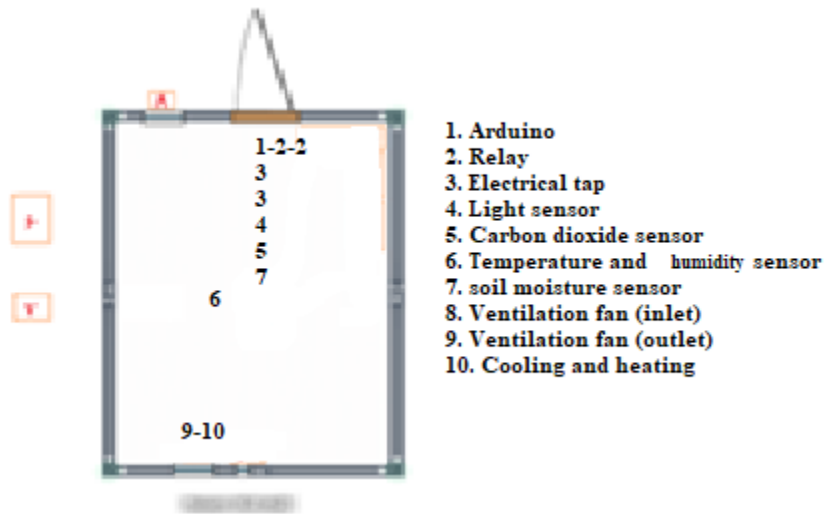 1-2-2
3
3
4
5
7
6
9-10
1. Arduino
2. Relay
3. Electrical tap
4. Light sensor
5. Carbon dioxide sensor
6. Temperature and humidity sensor
7. soil moisture sensor
8. Ventilation fan (inlet)
9. Ventilation fan (outlet)
10. Cooling and heating